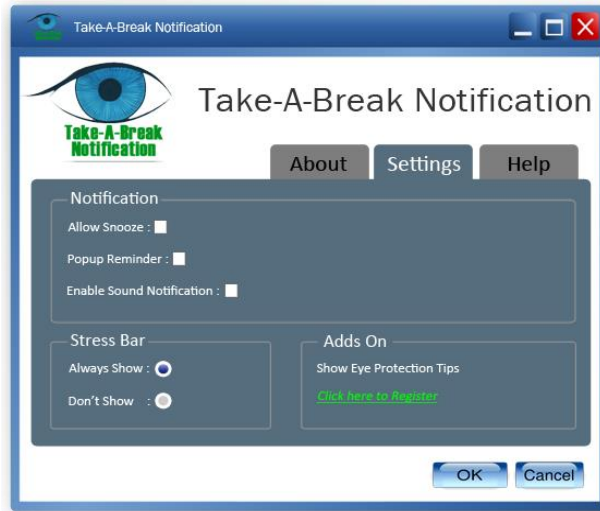 Take-A-Break Notification
Take-A-Break
Notification
Take-A-Break Notification
About
Settings
Help
Notification
Allow Snooze :
Popup Reminder :
Enable Sound Notification :
Stress Bar
Always Show :
Don't Show :
Adds On
Show Eye Protection Tips
Click here to Register
OK
Cancel